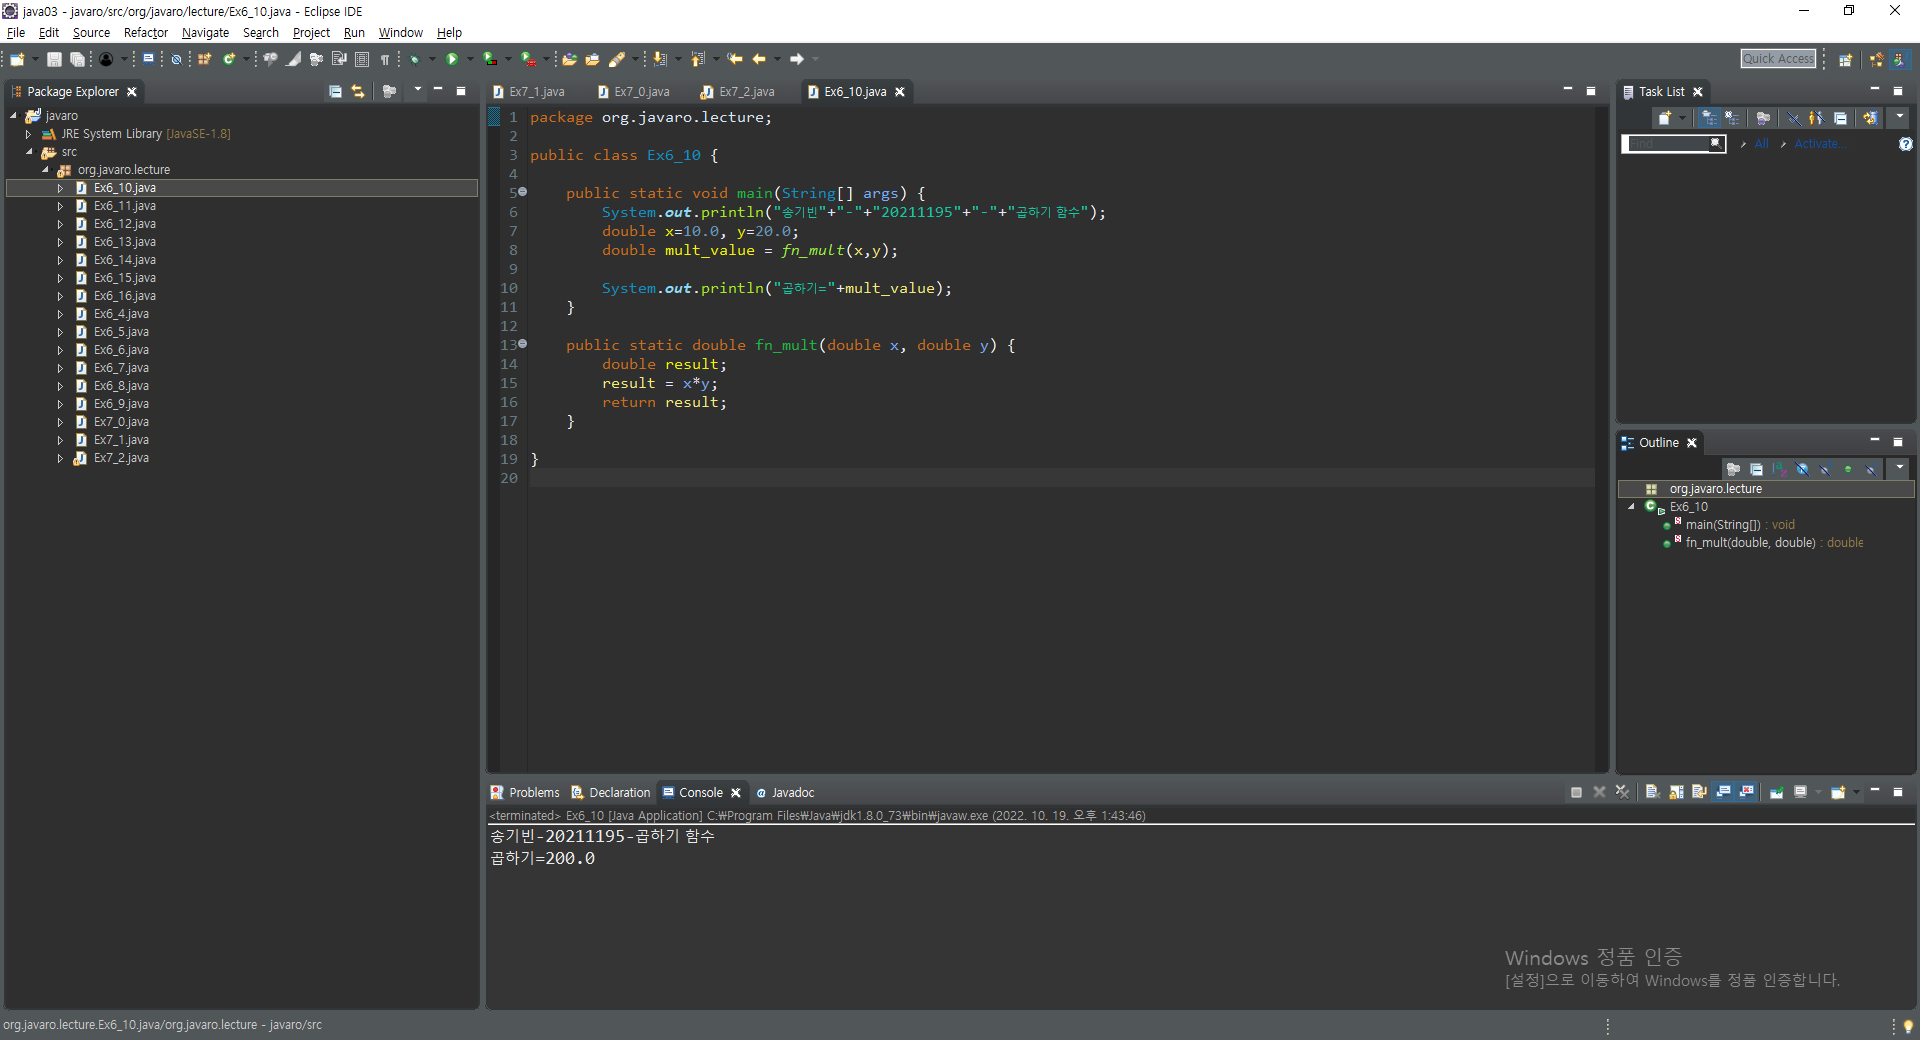 java03 - javaro/src/org/javaro/lecture/Ex6_10.java - Eclipse IDE
File Edit Source Refactor Navigate Search Project Run Window Help
Quick Access
Package Explorer
javaro
JRE System Library [JavaSE-1.8]
src
org.javaro.lecture
Ex6_10.java
Ex6_11.java
Ex6_12.java
Ex6_13.java
Ex6_14.java
Ex6_15.java
Ex6_16.java
Ex6_4.java
Ex6_5.java
Ex6_6.java
Ex6_7.java
Ex6_8.java
Ex6_9.java
Ex7_0.java
Ex7_1.java
Ex7_2.java
Ex7_1.java Ex7_0.java Ex7_2.java Ex6_10.java
1 package org.javaro.lecture;
2
3 public class Ex6_10 {
4
5 public static void main(String[] args) {
6 System.out.println("송기빈"+"-"+"20211195"+"-"+"곱하기 함수");
7 double x=10.0, y=20.0;
8 double mult_value = fn_mult(x,y);
9
10 System.out.println("곱하기="+mult_value);
11 }
12
13 public static double fn_mult(double x, double y) {
14 double result;
15 result = x*y;
16 return result;
17 }
18
19 }
20
Task List
Find All Activate...
Outline
org.javaro.lecture
Ex6_10
main(String[]) : void
fn_mult(double, double) : double
Problems Declaration Console Javadoc
<terminated> Ex6_10 [Java Application] C:₩Program Files₩Java₩jdk1.8.0_73₩bin₩javaw.exe (2022. 10. 19. 오후 1:43:46)
송기빈-20211195-곱하기 함수
곱하기=200.0
Windows 정품 인증
[설정]으로 이동하여 Windows를 정품 인증합니다.
org.javaro.lecture.Ex6_10.java/org.javaro.lecture - javaro/src